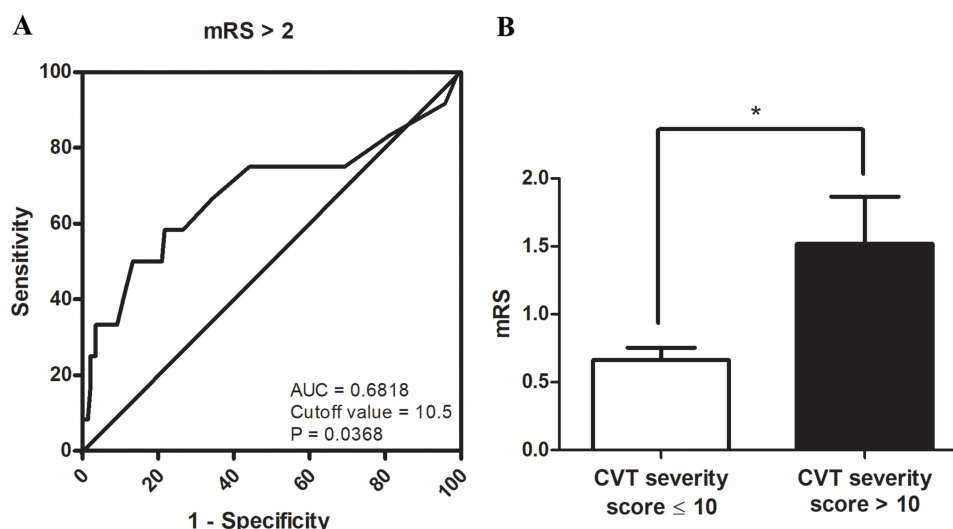 A
mRS > 2
100
80
60
40
20
0
Sensitivity
0
20
40
60
80
100
1 - Specificity
AUC = 0.6818
Cutoff value = 10.5
P = 0.0368
B
*
2.0
1.5
1.0
0.5
0.0
mRS
CVT severity
score ≤ 10
CVT severity
score > 10